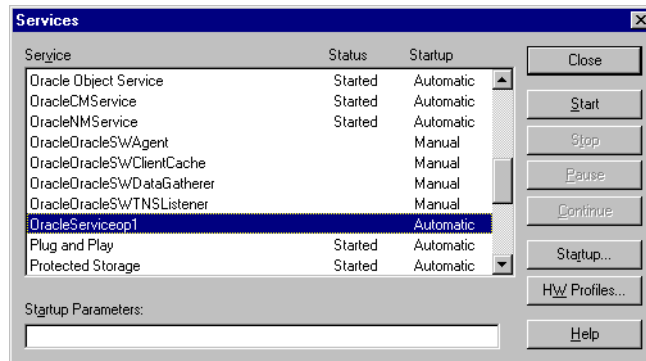 Services
Service Status Startup
Oracle Object Service Started Automatic
OracleCMService Started Automatic
OracleNMService Started Automatic
OracleOracleSWAgent Manual
OracleOracleSWClientCache Manual
OracleOracleSWDataGatherer Manual
OracleOracleSWTNSListener Manual
OracleServiceop1 Automatic
Plug and Play Started Automatic
Protected Storage Started Automatic
Startup Parameters:
Close
Start
Stop
Pause
Continue
Startup...
HW Profiles...
Help